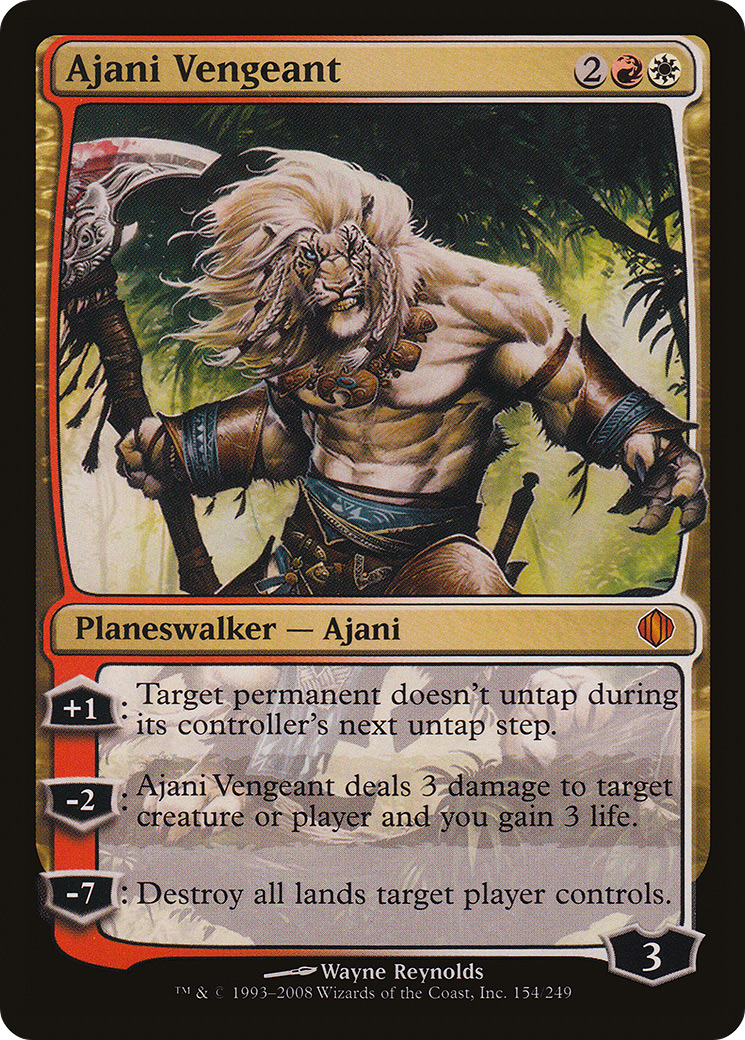 Ajani Vengeant
2
Planeswalker — Ajani
+1 : Target permanent doesn't untap during
its controller's next untap step.
-2 : Ajani Vengeant deals 3 damage to target
creature or player and you gain 3 life.
-7 : Destroy all lands target player controls.
3
Wayne Reynolds
™ & © 1993–2008 Wizards of the Coast, Inc. 154/249